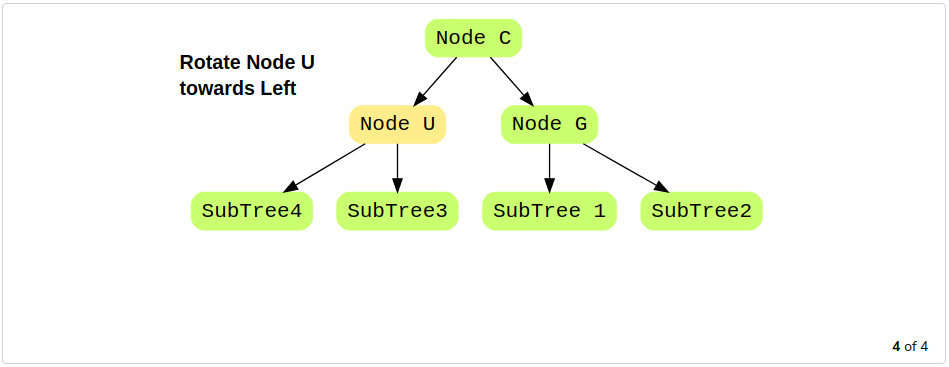 Node C
Rotate Node U
towards Left
Node U Node G
SubTree4 SubTree3 SubTree 1 SubTree2
4 of 4